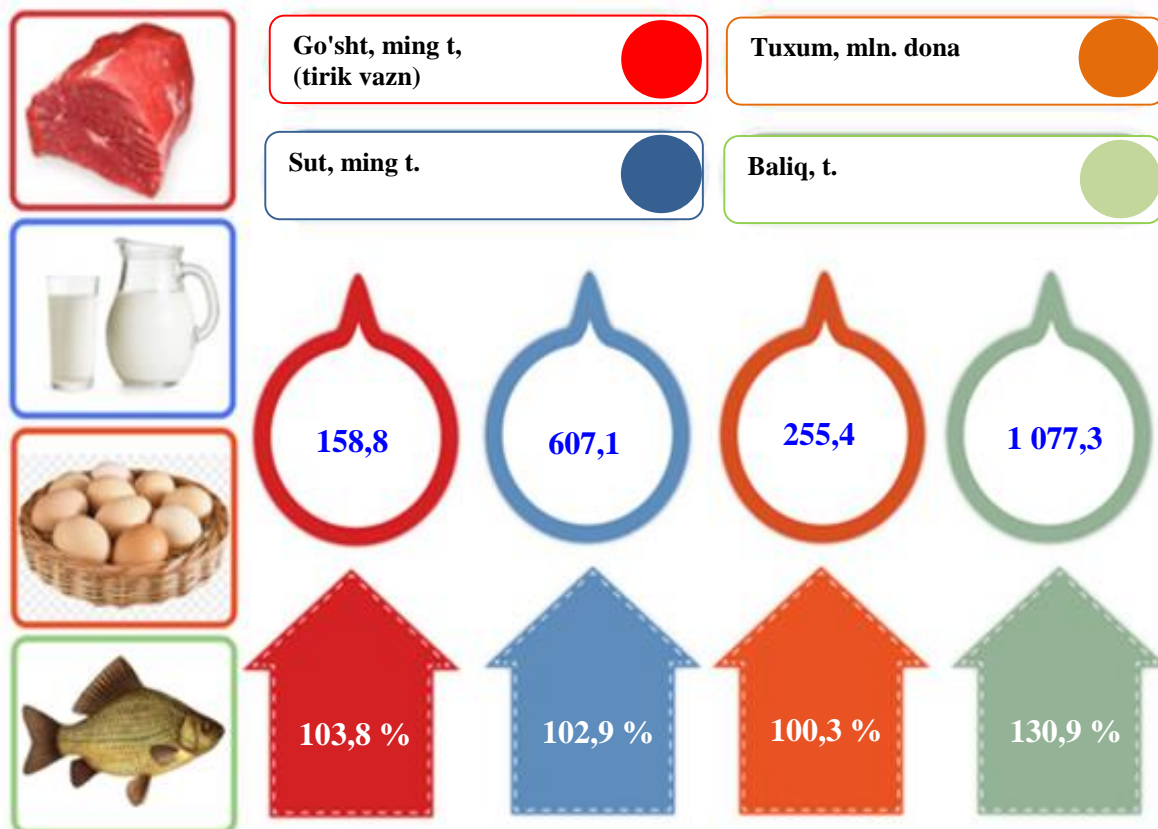 Go'sht, ming t,
(tirik vazn)
Tuxum, mln. dona
Sut, ming t.
Baliq, t.
158,8
607,1
255,4
1 077,3
103,8 %
102,9 %
100,3 %
130,9 %